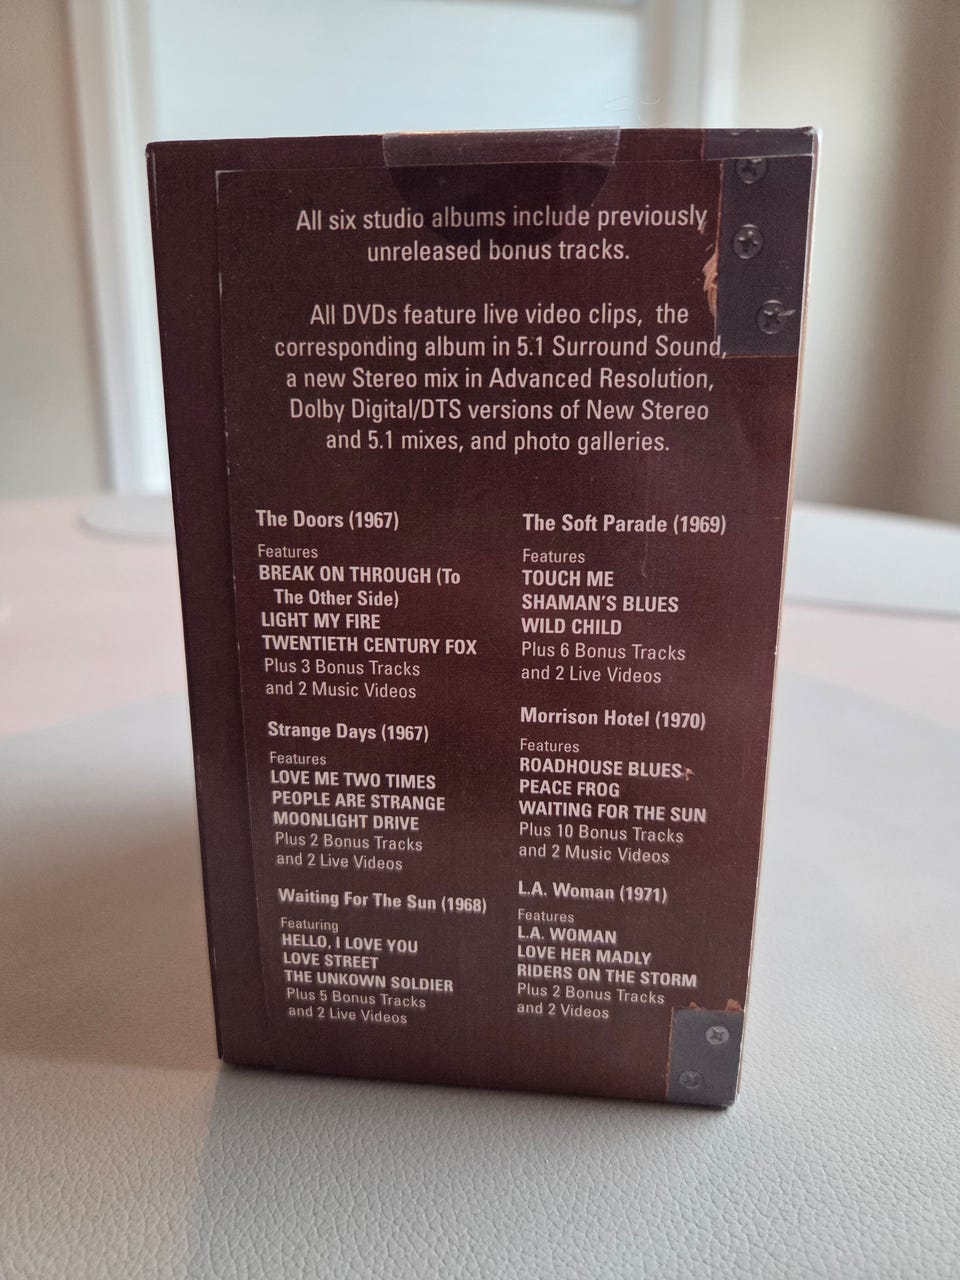 All six studio albums include previously
unreleased bonus tracks.
All DVDs feature live video clips, the
corresponding album in 5.1 Surround Sound,
a new Stereo mix in Advanced Resolution,
Dolby Digital/DTS versions of New Stereo
and 5.1 mixes, and photo galleries.
The Doors (1967)
Features
BREAK ON THROUGH (To
The Other Side)
LIGHT MY FIRE
TWENTIETH CENTURY FOX
Plus 3 Bonus Tracks
and 2 Music Videos
Strange Days (1967)
Features
LOVE ME TWO TIMES
PEOPLE ARE STRANGE
MOONLIGHT DRIVE
Plus 2 Bonus Tracks
and 2 Live Videos
Waiting For The Sun (1968)
Featuring
HELLO, I LOVE YOU
LOVE STREET
THE UNKOWN SOLDIER
Plus 5 Bonus Tracks
and 2 Live Videos
The Soft Parade (1969)
Features
TOUCH ME
SHAMAN'S BLUES
WILD CHILD
Plus 6 Bonus Tracks
and 2 Live Videos
Morrison Hotel (1970)
Features
ROADHOUSE BLUES
PEACE FROG
WAITING FOR THE SUN
Plus 10 Bonus Tracks
and 2 Music Videos
L.A. Woman (1971)
Features
L.A. WOMAN
LOVE HER MADLY
RIDERS ON THE STORM
Plus 2 Bonus Tracks
and 2 Videos